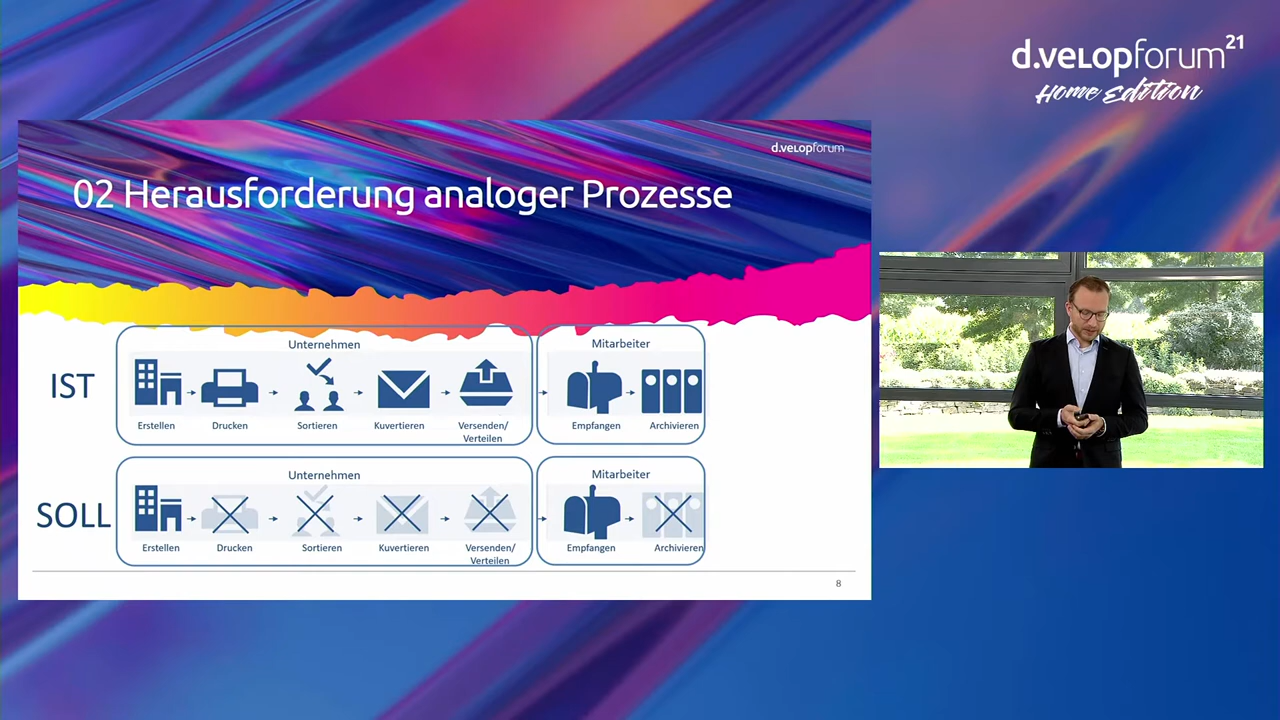 d.velopforum21
Home Edition
d.velopforum
02 Herausforderung analoger Prozesse
IST
Unternehmen
Erstellen
Drucken
Sortieren
Kuvertieren
Versenden/
Verteilen
Mitarbeiter
Empfangen
Archivieren
SOLL
Unternehmen
Erstellen
Drucken
Sortieren
Kuvertieren
Versenden/
Verteilen
Mitarbeiter
Empfangen
Archivieren
8